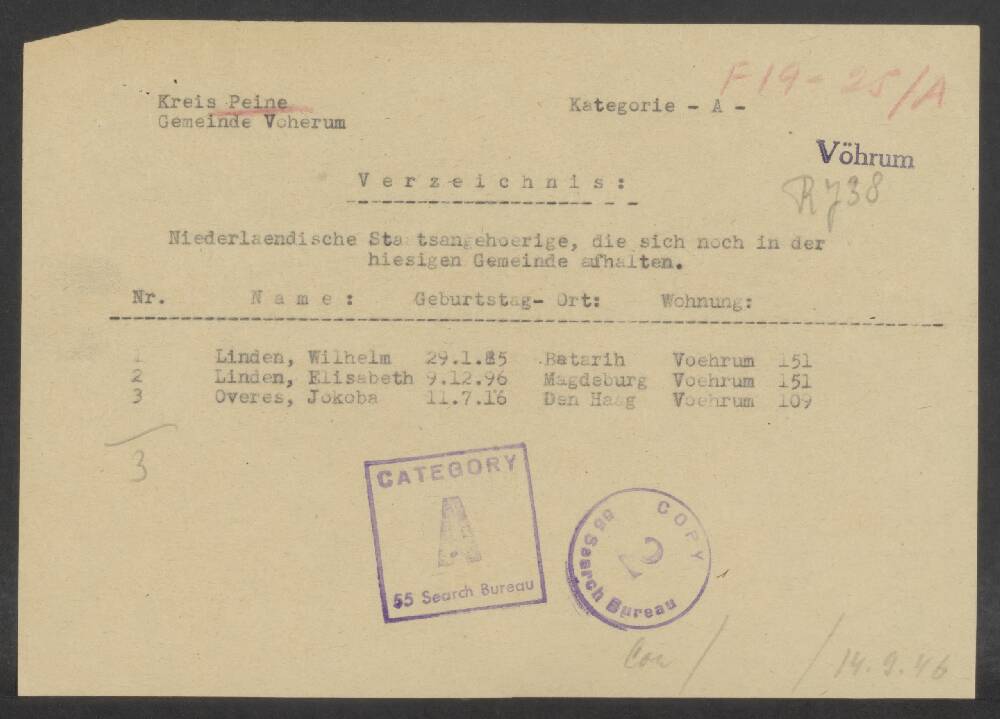 F 19 - 25/A
Kreis Peine
Kategorie - A -
Gemeinde Voherum
Vöhrum
R 738
Verzeichnis:
Niederlaendische Staatsangehoerige, die sich noch in der
hiesigen Gemeinde afhalten.
Nr. Name: Geburtstag- Ort: Wohnung:
1 Linden, Wilhelm 29.1.85 Batarih Voehrum 151
2 Linden, Elisabeth 9.12.96 Magdeburg Voehrum 151
3 Overes, Jokoba 11.7.16 Den Haag Voehrum 109
3
CATEGORY
A
55 Search Bureau
COPY
2
55 Search Bureau
/ / 14.9.46